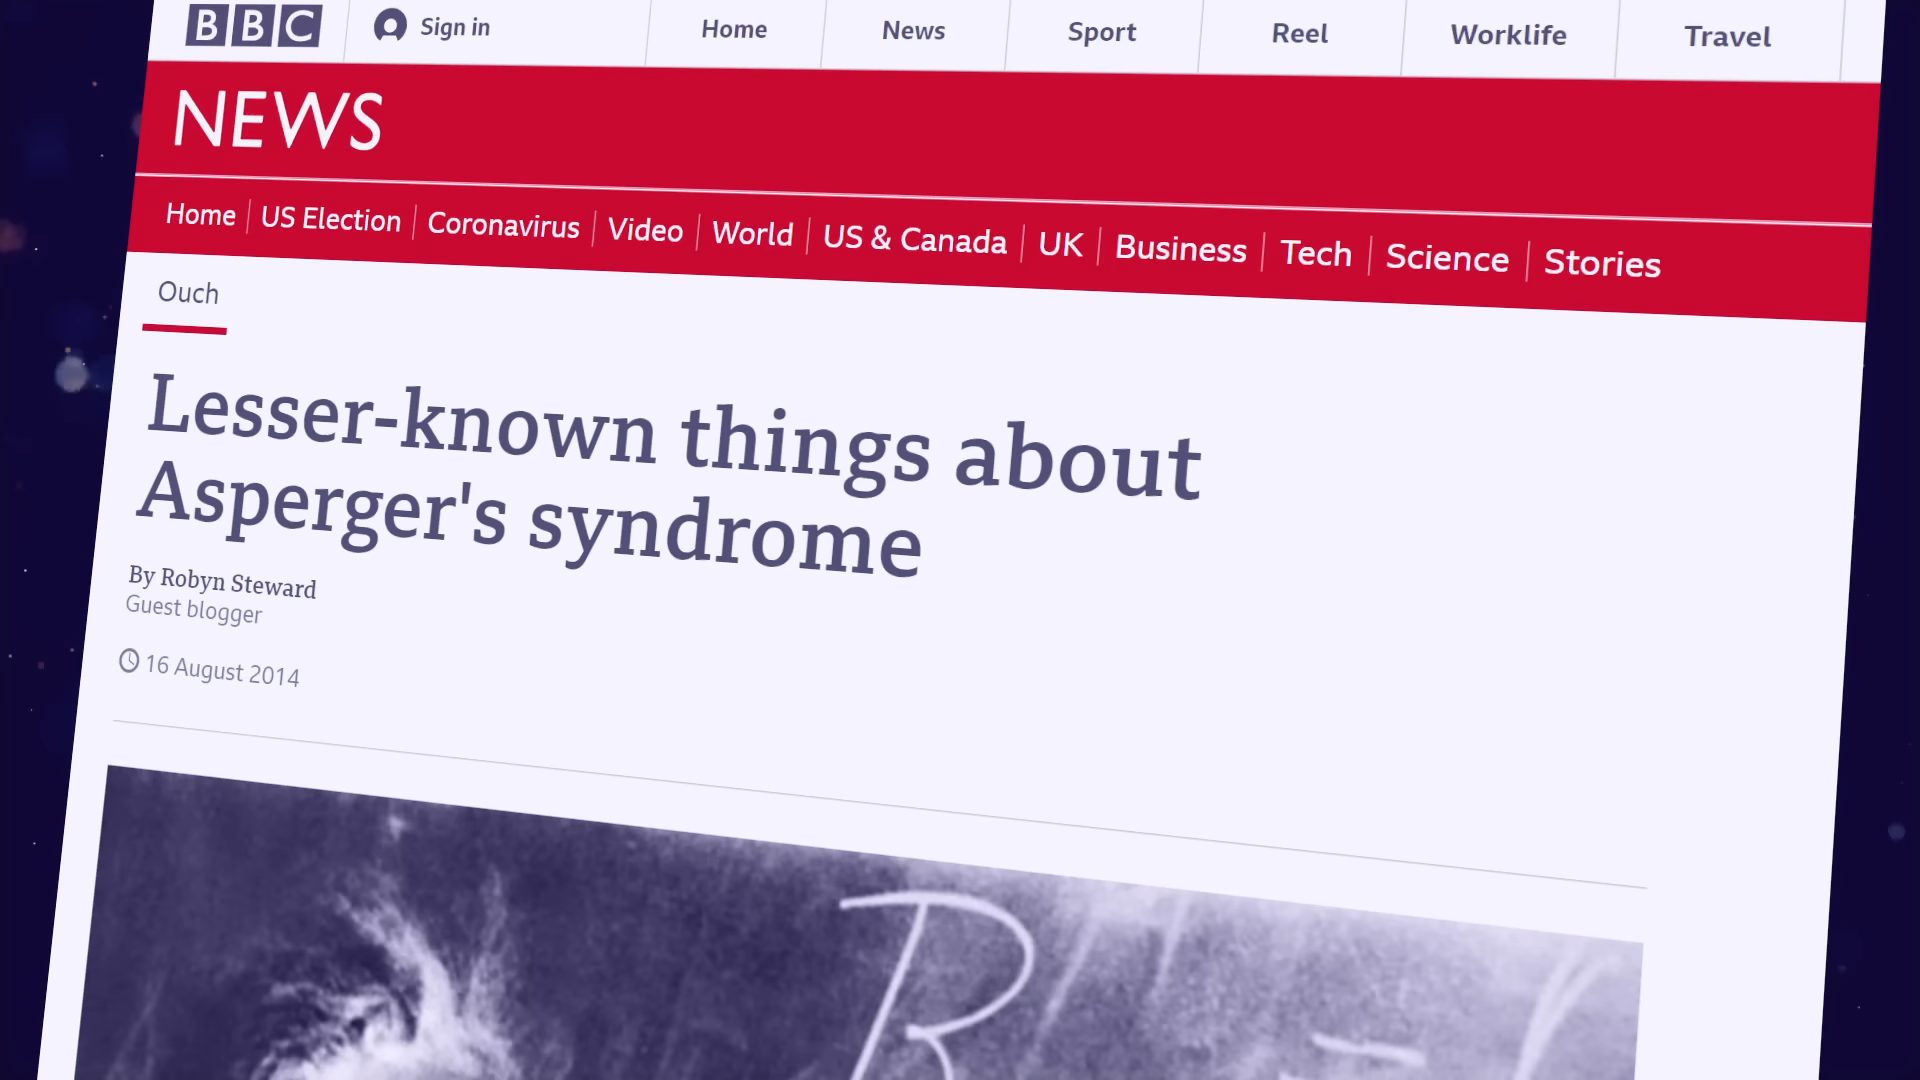 BBC
Sign in
Home
News
Sport
Reel
Worklife
Travel
NEWS
Home
US Election
Coronavirus
Video
World
US & Canada
UK
Business
Tech
Science
Stories
Ouch
Lesser-known things about
Asperger's syndrome
By Robyn Steward
Guest blogger
16 August 2014
R